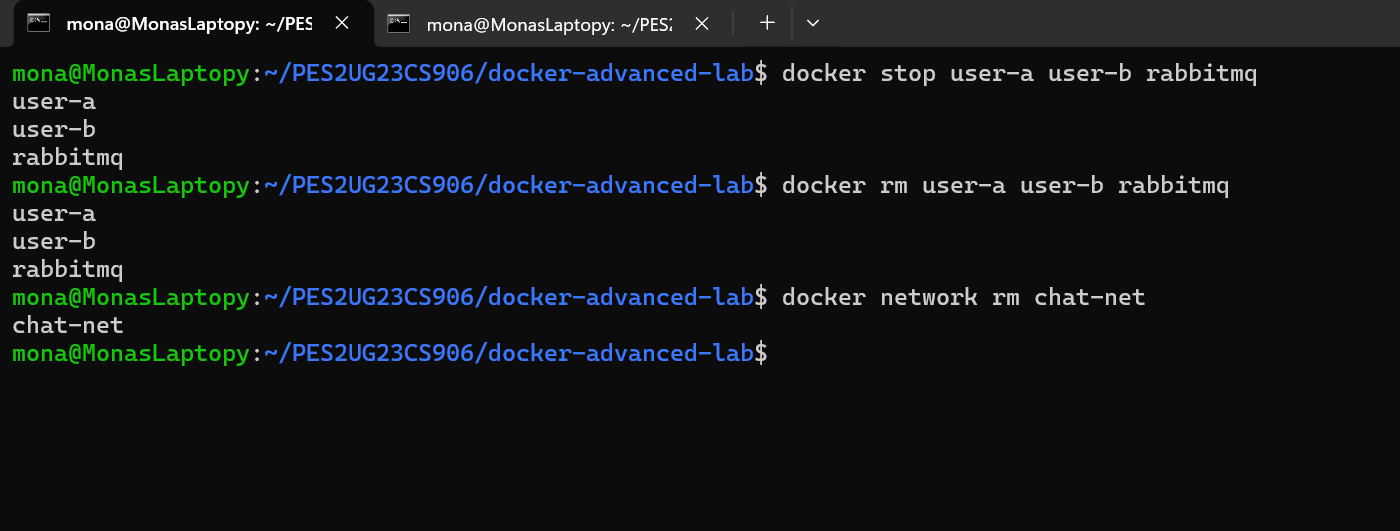 mona@MonasLaptopy: ~/PES
mona@MonasLaptopy: ~/PES2
mona@MonasLaptopy:~/PES2UG23CS906/docker-advanced-lab$ docker stop user-a user-b rabbitmq
user-a
user-b
rabbitmq
mona@MonasLaptopy:~/PES2UG23CS906/docker-advanced-lab$ docker rm user-a user-b rabbitmq
user-a
user-b
rabbitmq
mona@MonasLaptopy:~/PES2UG23CS906/docker-advanced-lab$ docker network rm chat-net
chat-net
mona@MonasLaptopy:~/PES2UG23CS906/docker-advanced-lab$